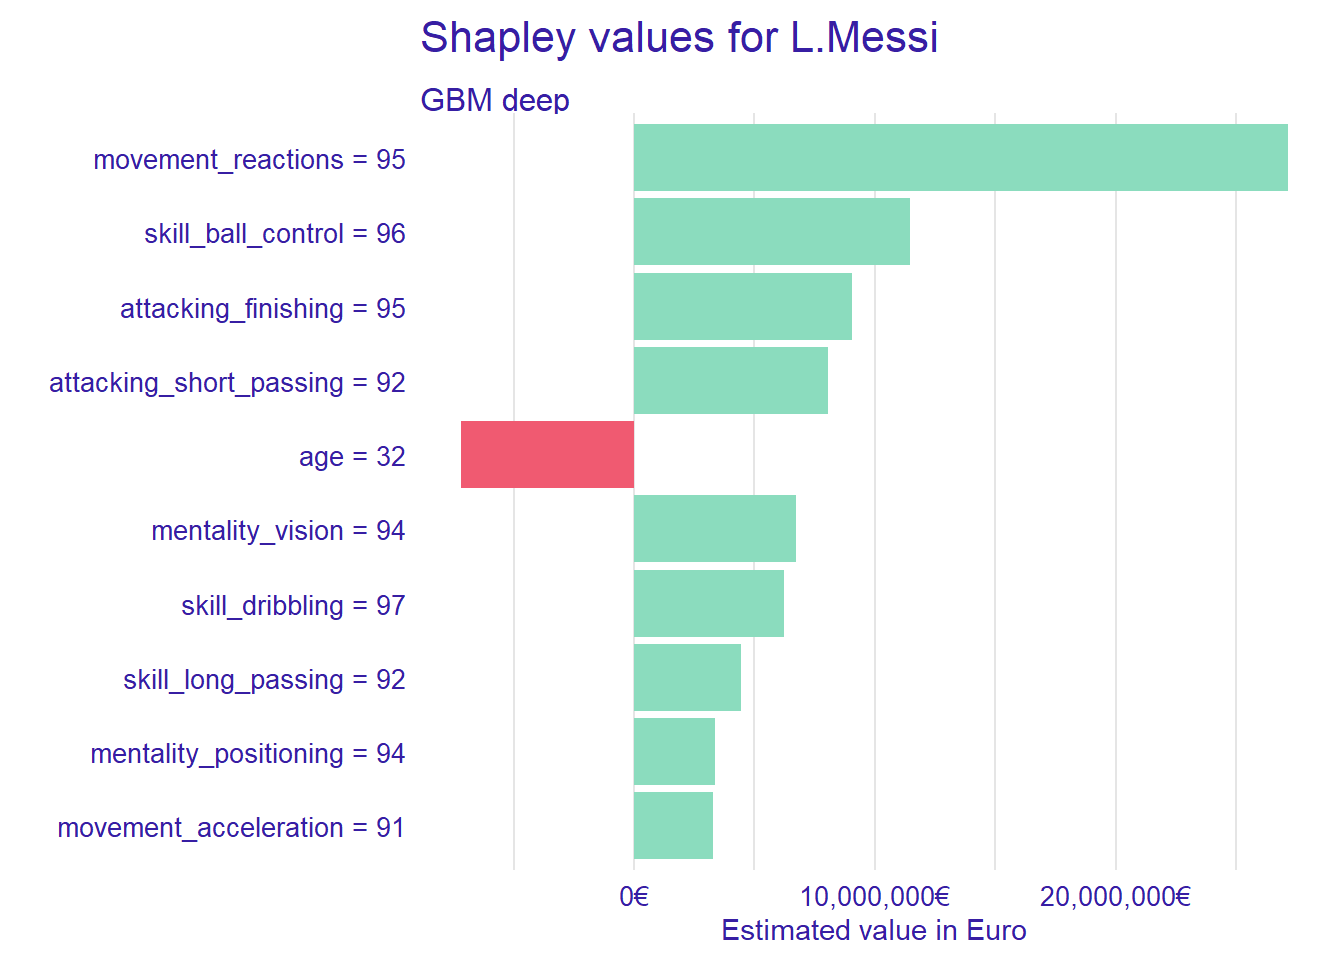 Shapley values for L.Messi
GBM deep
movement_reactions = 95
skill_ball_control = 96
attacking_finishing = 95
attacking_short_passing = 92
age = 32
mentality_vision = 94
skill_dribbling = 97
skill_long_passing = 92
mentality_positioning = 94
movement_acceleration = 91
0€ 10,000,000€ 20,000,000€
Estimated value in Euro